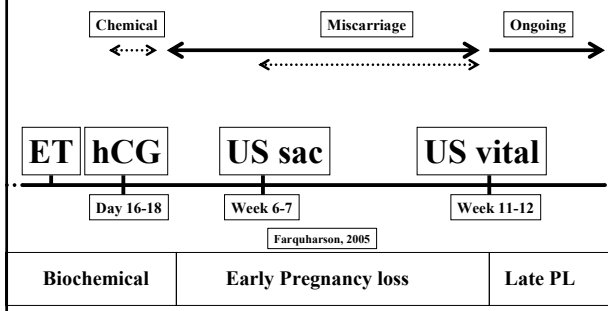 Chemical
Miscarriage
Ongoing
ET
hCG
US sac
US vital
Day 16-18
Week 6-7
Week 11-12
Farquharson, 2005
Biochemical
Early Pregnancy loss
Late PL